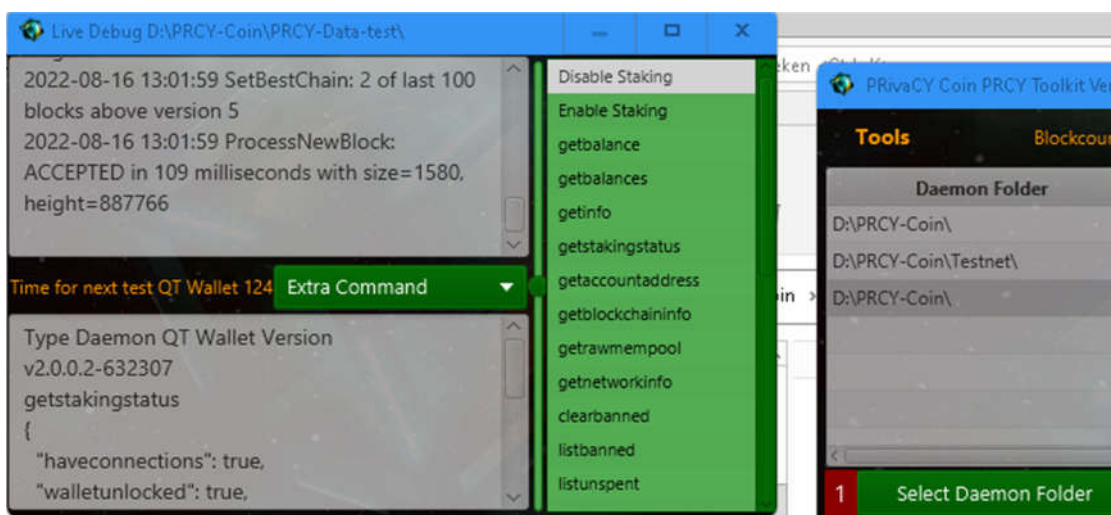 Live Debug D:\PRCY-Coin\PRCY-Data-test\
2022-08-16 13:01:59 SetBestChain: 2 of last 100
blocks above version 5
2022-08-16 13:01:59 ProcessNewBlock:
ACCEPTED in 109 milliseconds with size=1580,
height=887766
Time for next test QT Wallet 124
Extra Command
Type Daemon QT Wallet Version
v2.0.0.2-632307
getstakingstatus
{
"haveconnections": true,
"walletunlocked": true,
Disable Staking
Enable Staking
getbalance
getbalances
getinfo
getstakingstatus
getaccountaddress
getblockchaininfo
getrawmempool
getnetworkinfo
clearbanned
listbanned
listunspent
eken
in >
PRivaCY Coin PRCY Toolkit Ver
Tools
Blockcoun
Daemon Folder
D:\PRCY-Coin\
D:\PRCY-Coin\Testnet\
D:\PRCY-Coin\
1
Select Daemon Folder